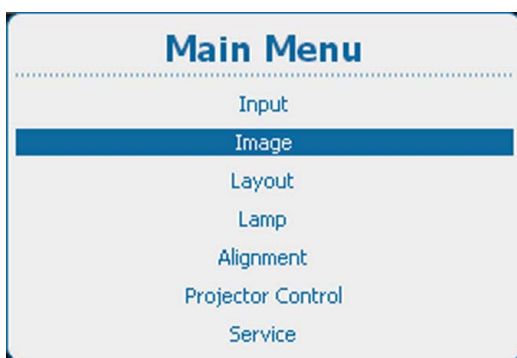 Main Menu
Input
Image
Layout
Lamp
Alignment
Projector Control
Service